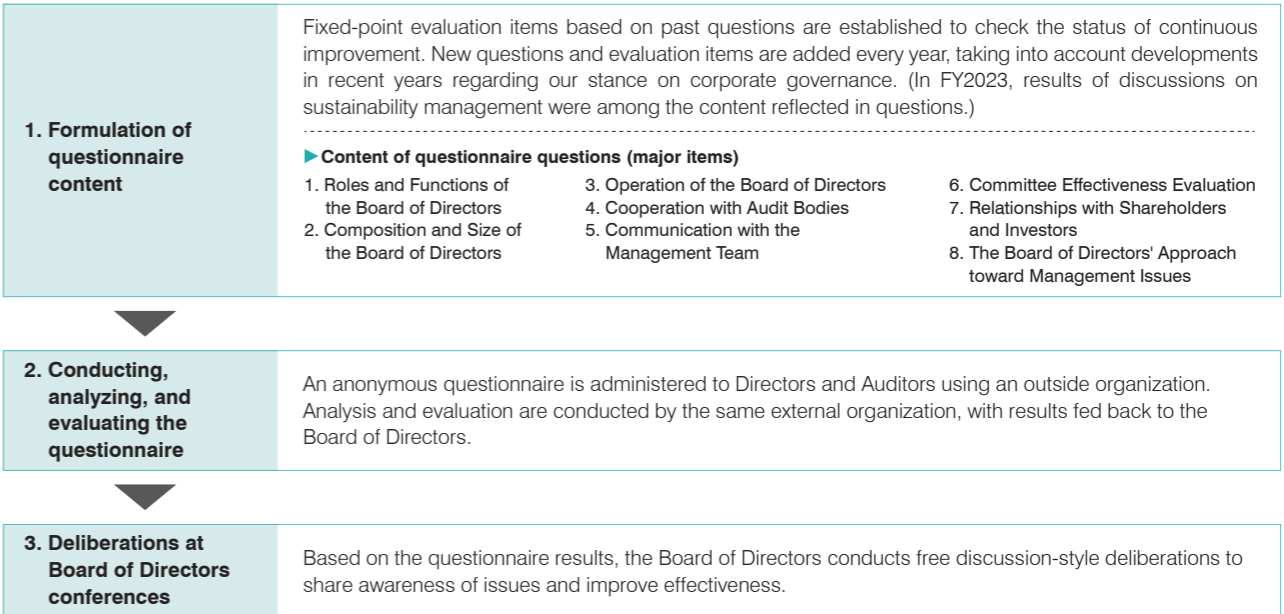 1. Formulation of
questionnaire
content
Fixed-point evaluation items based on past questions are established to check the status of continuous
improvement. New questions and evaluation items are added every year, taking into account developments
in recent years regarding our stance on corporate governance. (In FY2023, results of discussions on
sustainability management were among the content reflected in questions.)
▶Content of questionnaire questions (major items)
1. Roles and Functions of
the Board of Directors
2. Composition and Size of
the Board of Directors
3. Operation of the Board of Directors
4. Cooperation with Audit Bodies
5. Communication with the
Management Team
6. Committee Effectiveness Evaluation
7. Relationships with Shareholders
and Investors
8. The Board of Directors' Approach
toward Management Issues
2. Conducting,
analyzing, and
evaluating the
questionnaire
An anonymous questionnaire is administered to Directors and Auditors using an outside organization.
Analysis and evaluation are conducted by the same external organization, with results fed back to the
Board of Directors.
3. Deliberations at
Board of Directors
conferences
Based on the questionnaire results, the Board of Directors conducts free discussion-style deliberations to
share awareness of issues and improve effectiveness.